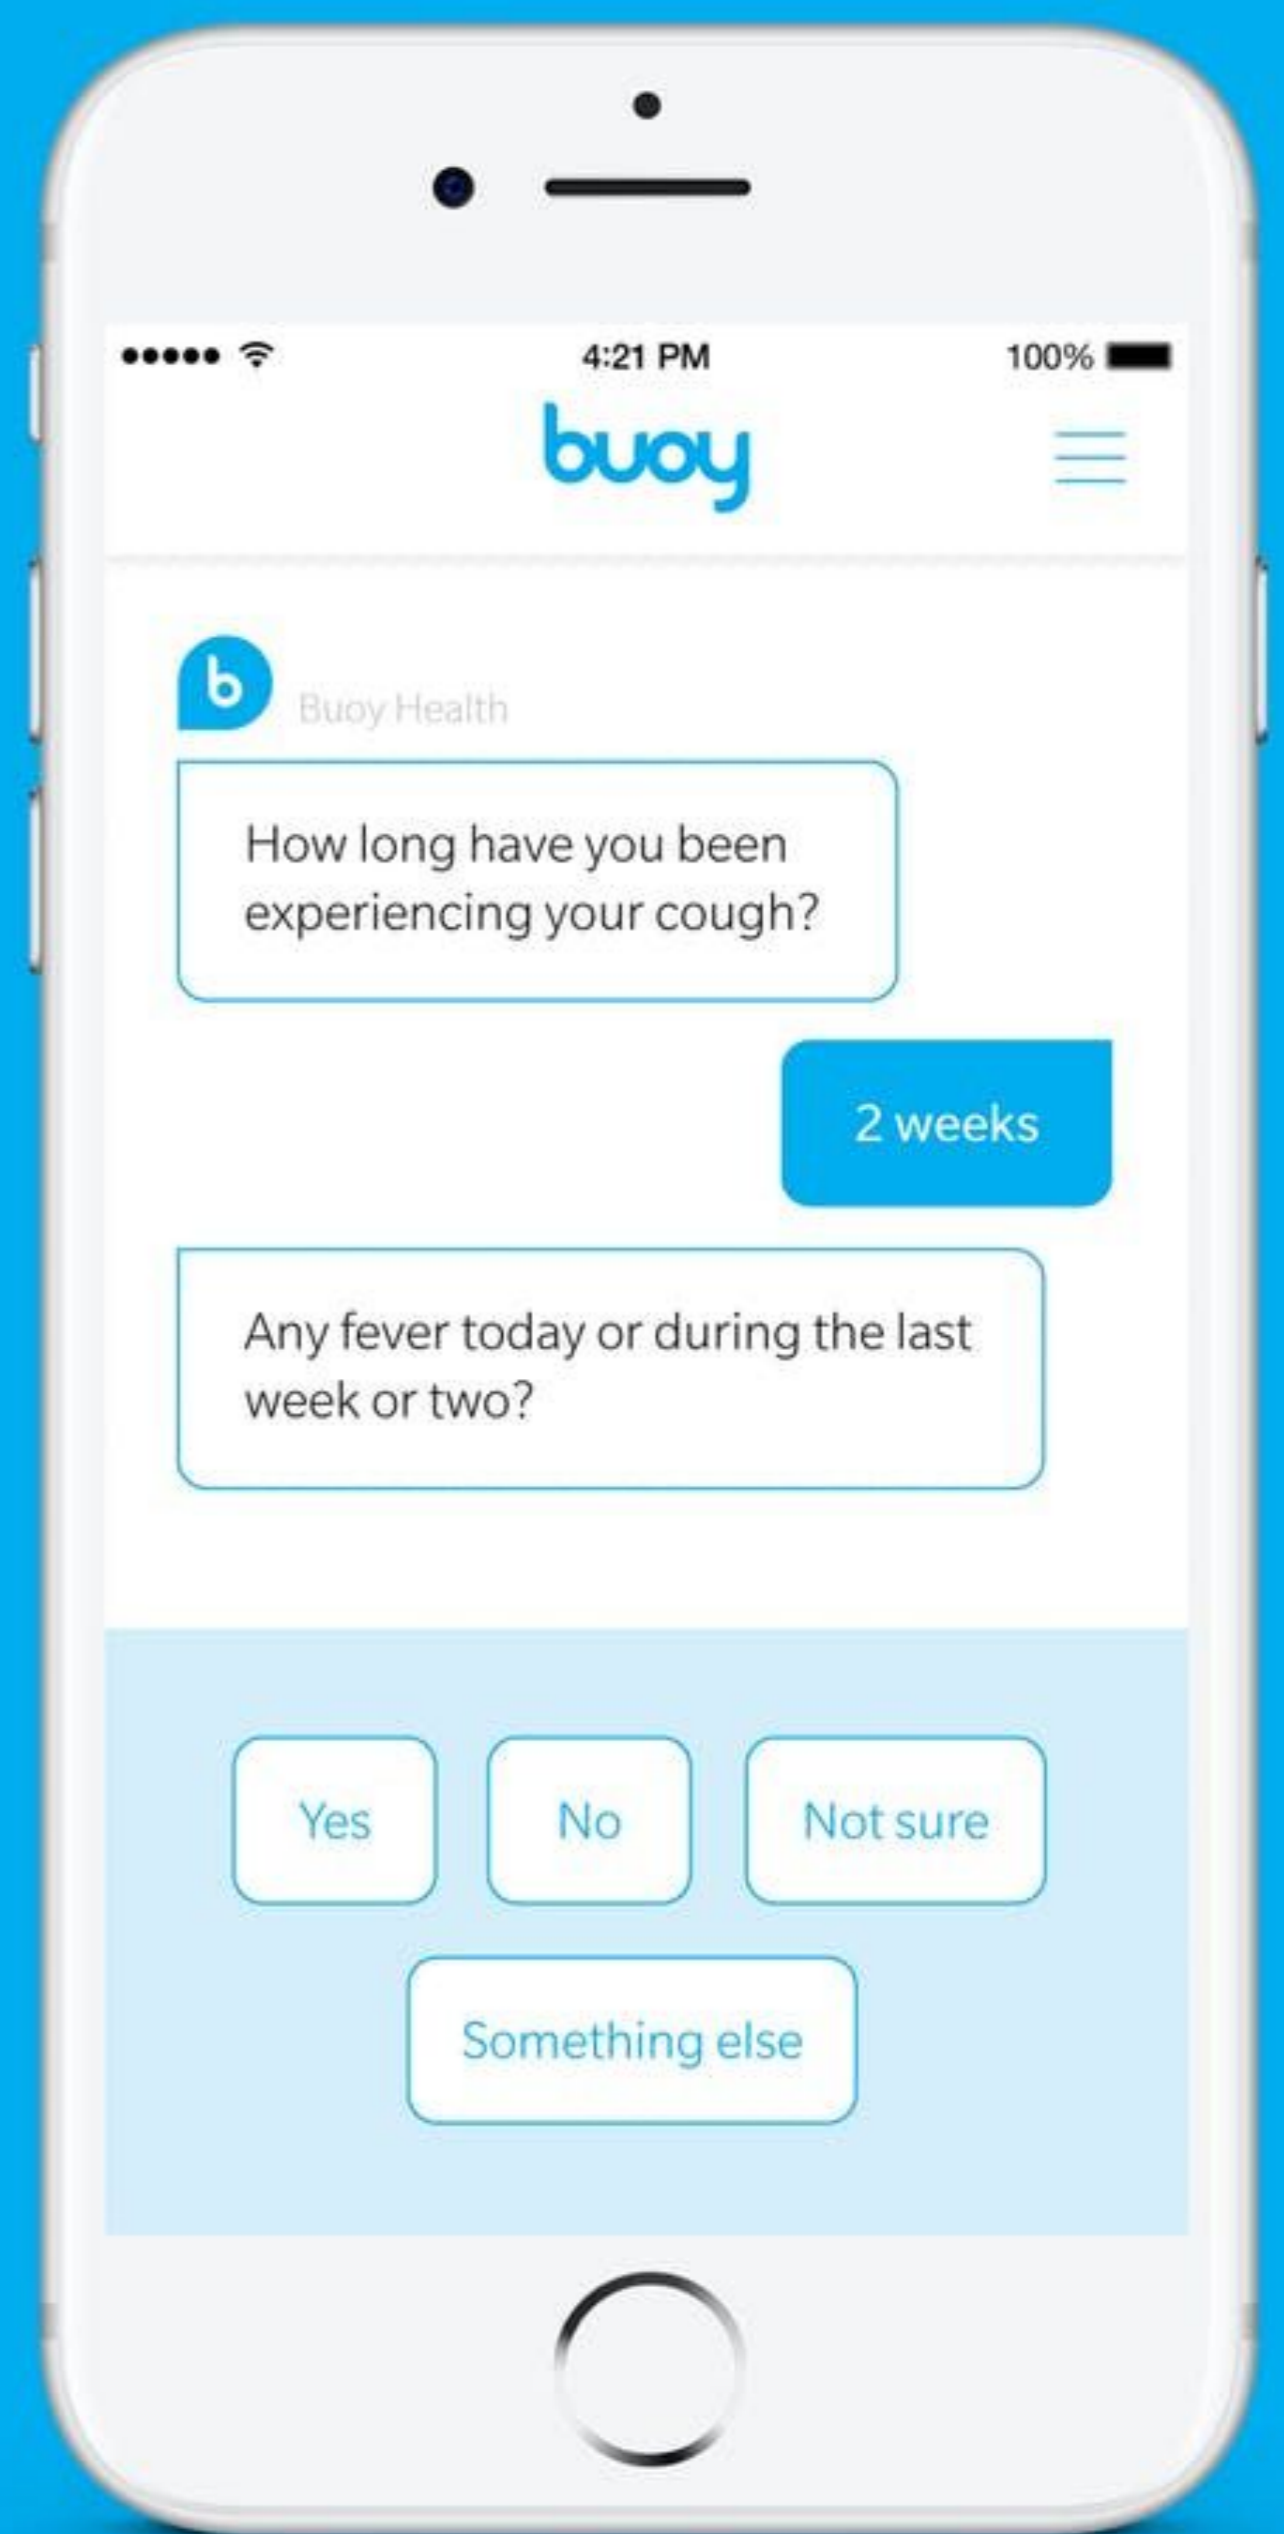 4:21 PM
100%
buoy
b
Buoy Health
How long have you been
experiencing your cough?
2 weeks
Any fever today or during the last
week or two?
Yes
No
Not sure
Something else